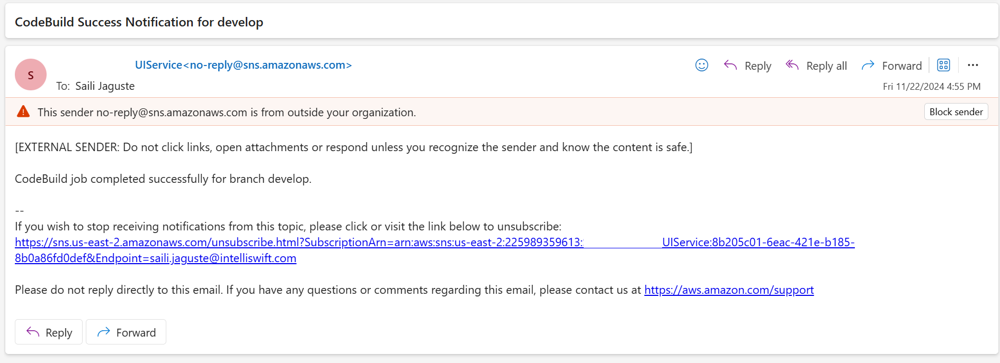 CodeBuild Success Notification for develop
S
UIService<no-reply@sns.amazonaws.com>
Reply
Reply all
Forward
To: Saili Jaguste
Fri 11/22/2024 4:55 PM
This sender no-reply@sns.amazonaws.com is from outside your organization.
Block sender
[EXTERNAL SENDER: Do not click links, open attachments or respond unless you recognize the sender and know the content is safe.]
CodeBuild job completed successfully for branch develop.
--
If you wish to stop receiving notifications from this topic, please click or visit the link below to unsubscribe:
https://sns.us-east-2.amazonaws.com/unsubscribe.html?SubscriptionArn=arn:aws:sns:us-east-2:225989359613: UIService:8b205c01-6eac-421e-b185-
8b0a86fd0def&Endpoint=saili.jaguste@intelliswift.com
Please do not reply directly to this email. If you have any questions or comments regarding this email, please contact us at https://aws.amazon.com/support
Reply
Forward